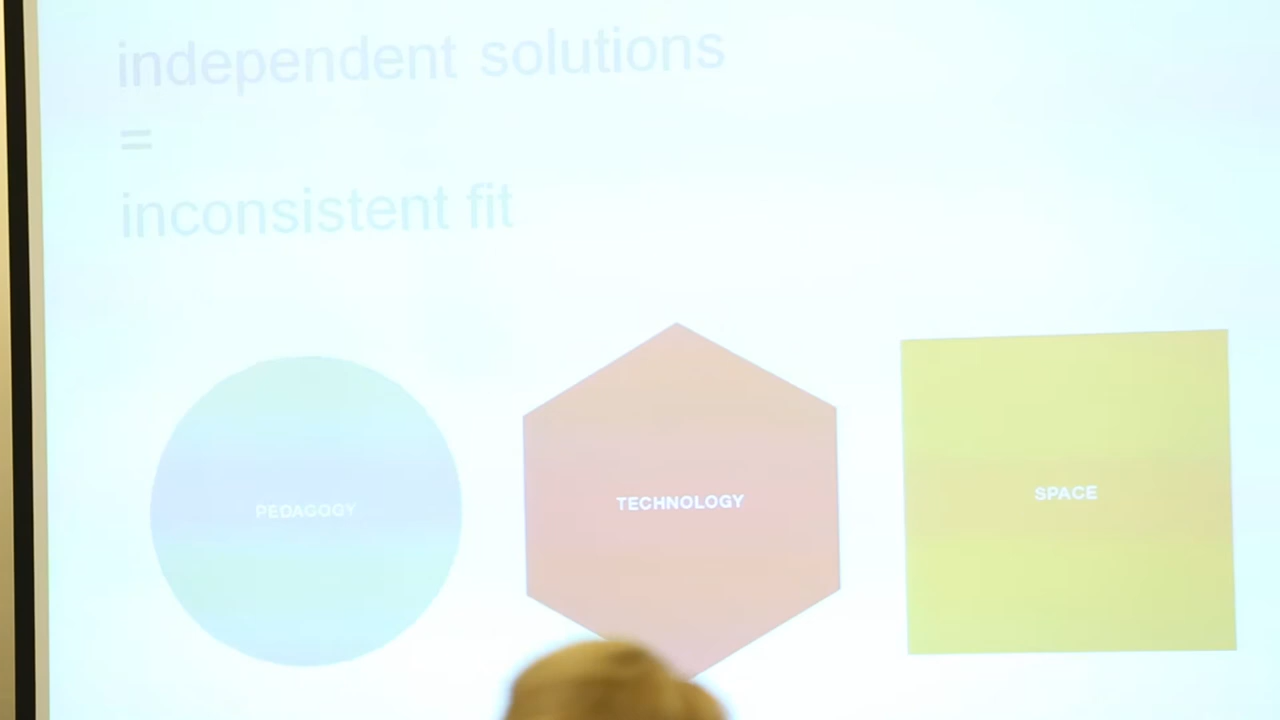 independent solutions
=
inconsistent fit
PEDAGOGY
TECHNOLOGY
SPACE